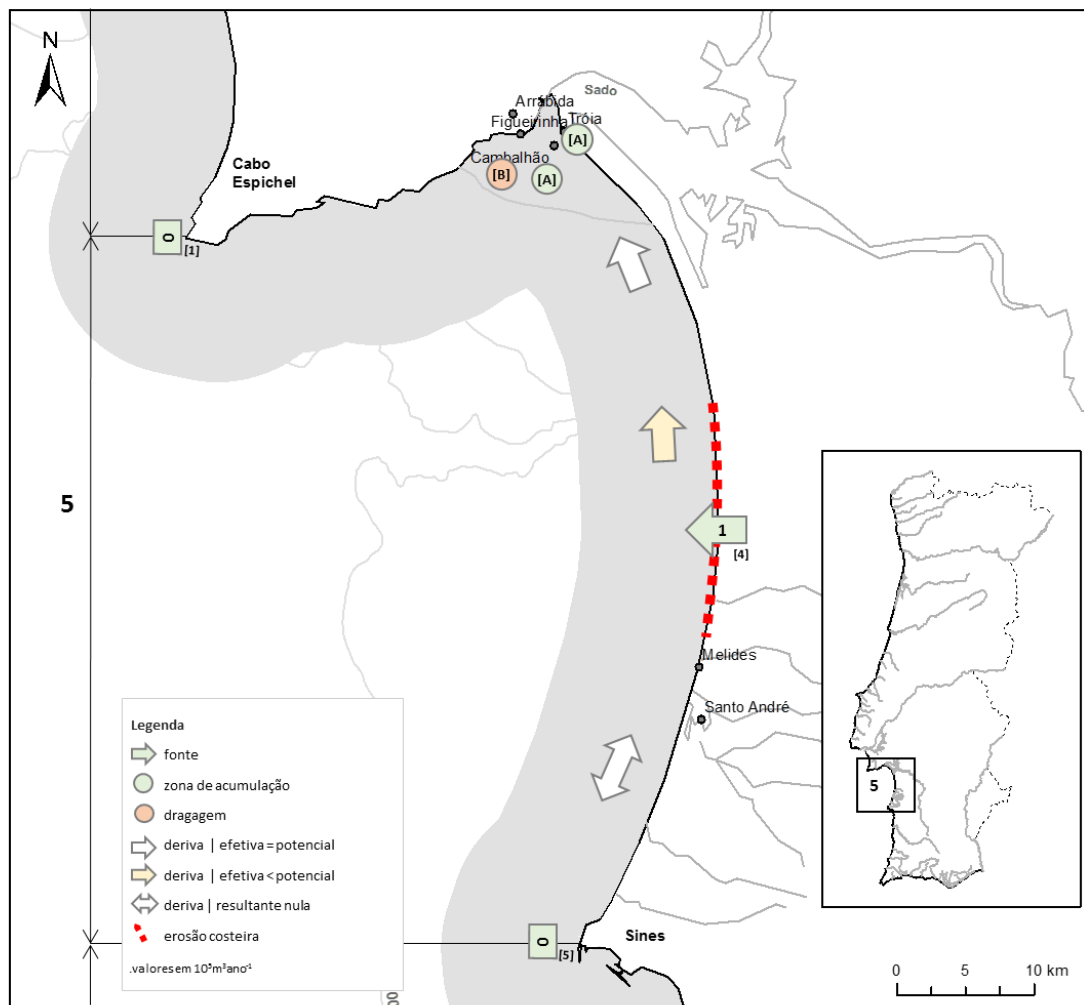 N
Sado
Arrábida
Figueirinha
Tróia
[A]
Cambalhão
[B]
[A]
Cabo
Espichel
0
[1]
5
1
[4]
Melides
Santo André
5
Legenda
fonte
zona de acumulação
dragagem
deriva | efetiva = potencial
deriva | efetiva < potencial
deriva | resultante nula
erosão costeira
.valores em 10⁵m³ano⁻¹
0
[5]
Sines
00
0 5 10 km